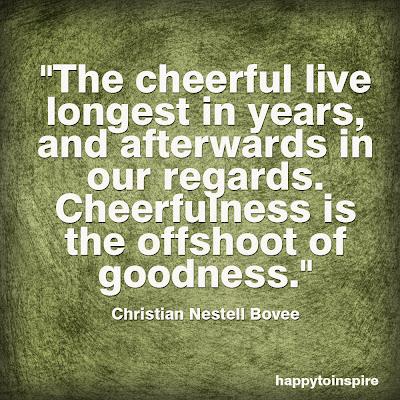 "The cheerful live
longest in years,
and afterwards in
our regards.
Cheerfulness is
the offshoot of
goodness."
Christian Nestell Bovee
happytoinspire